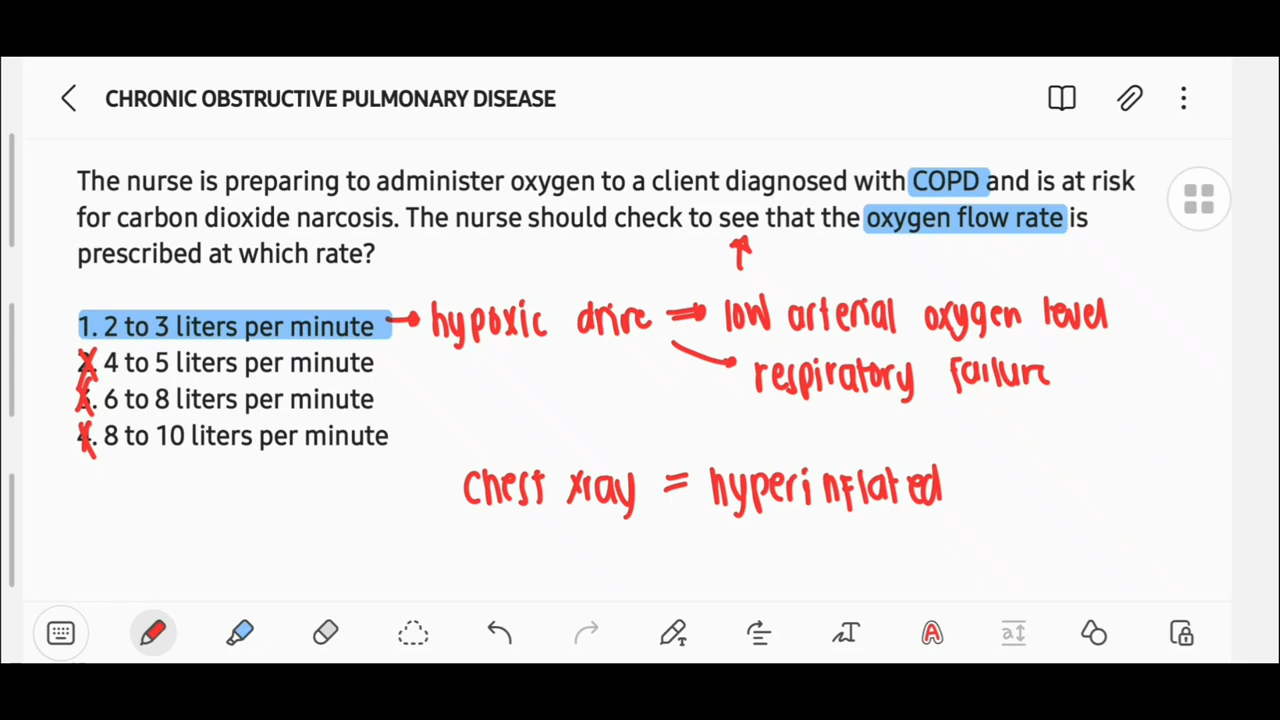 CHRONIC OBSTRUCTIVE PULMONARY DISEASE
The nurse is preparing to administer oxygen to a client diagnosed with COPD and is at risk
for carbon dioxide narcosis. The nurse should check to see that the oxygen flow rate is
prescribed at which rate?
1. 2 to 3 liters per minute
hypoxic drive
low arterial oxygen level
2. 4 to 5 liters per minute
respiratory failure
3. 6 to 8 liters per minute
4. 8 to 10 liters per minute
Chest xray = hyperinflated